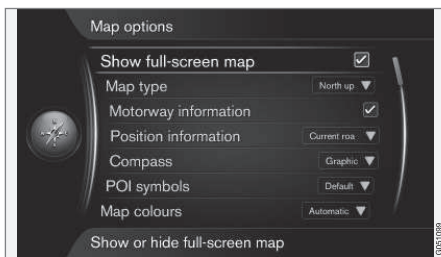 Map options
Show full-screen map
Map type North up
Motorway information
Position information Current roa
Compass Graphic
POI symbols Default
Map colours Automatic
Show or hide full-screen map
G051089